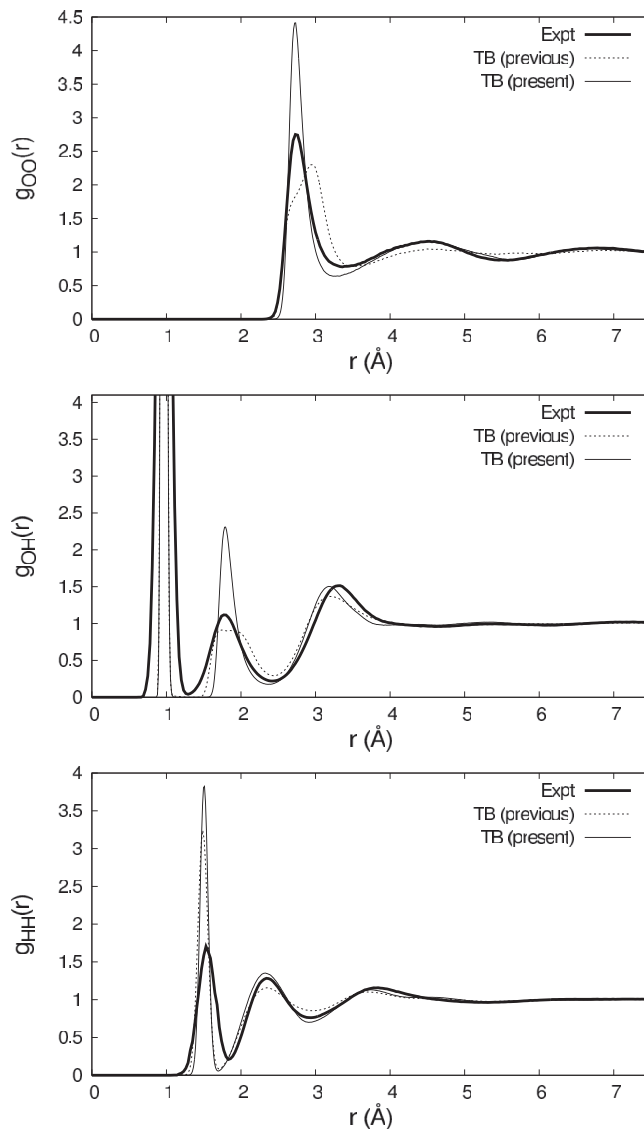 4.5
4
3.5
3
2.5
2
1.5
1
0.5
0
gOO(r)
Expt
TB (previous)
TB (present)
0 1 2 3 4 5 6 7
r (Å)
4
3.5
3
2.5
2
1.5
1
0.5
0
gOH(r)
Expt
TB (previous)
TB (present)
0 1 2 3 4 5 6 7
r (Å)
4
3.5
3
2.5
2
1.5
1
0.5
0
gHH(r)
Expt
TB (previous)
TB (present)
0 1 2 3 4 5 6 7
r (Å)